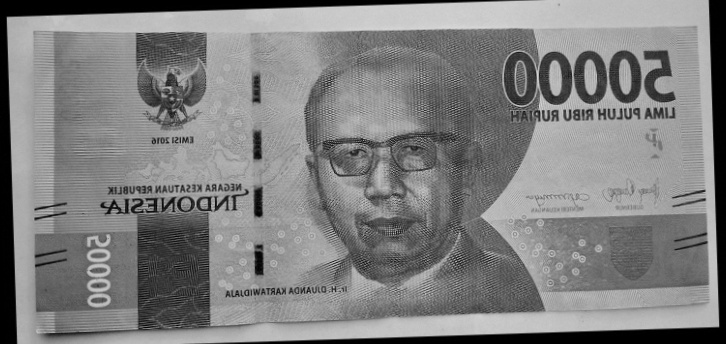 50000
LIMA PULUH RIBU RUPIAH
EMISI 2016
NEGARA KESATUAN REPUBLIK
INDONESIA
GUBERNUR
MENTERI KEUANGAN
50000
Ir. H. DJUANDA KARTAWIDJAJA